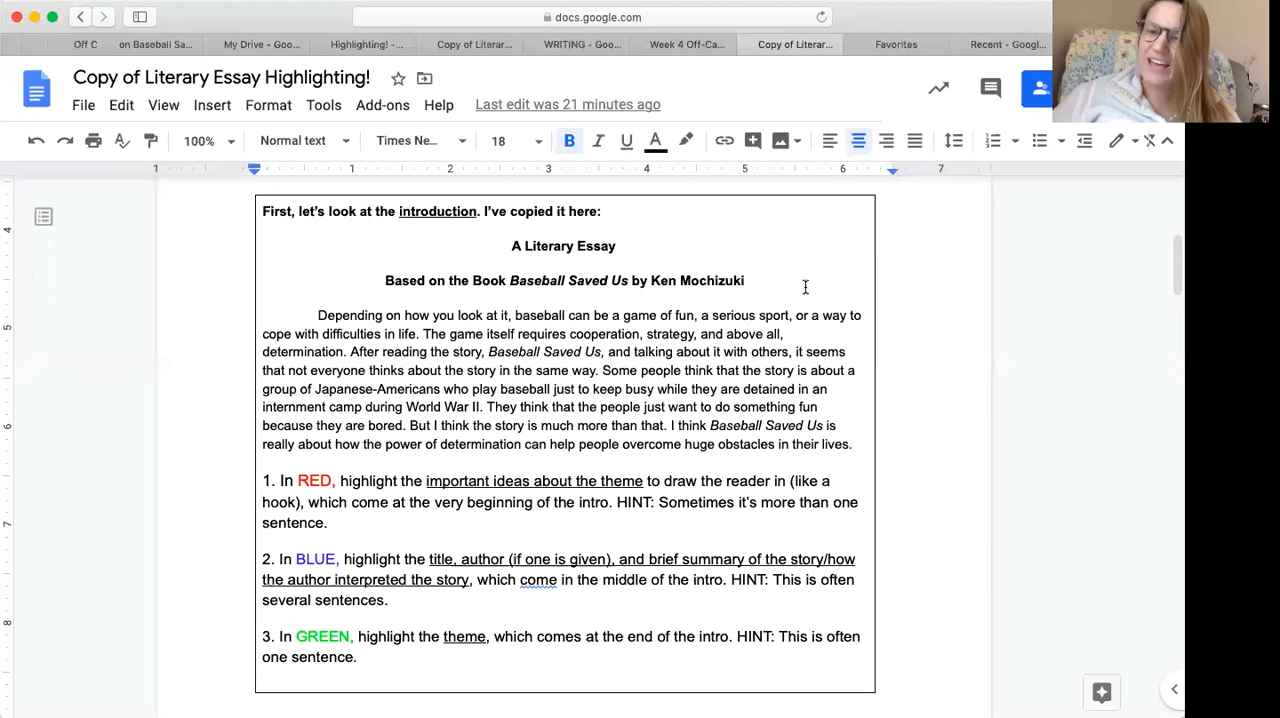 docs.google.com
Off C
on Baseball Sa...
My Drive - Goo...
Highlighting! -...
Copy of Literar...
WRITING - Goo...
Week 4 Off-Ca...
Copy of Literar...
Favorites
Recent - Googl...
Copy of Literary Essay Highlighting!
File Edit View Insert Format Tools Add-ons Help Last edit was 21 minutes ago
100% Normal text Times Ne... 18 B I U A
1 1 2 3 4 5 6 7
First, let's look at the introduction. I've copied it here:
A Literary Essay
Based on the Book Baseball Saved Us by Ken Mochizuki
Depending on how you look at it, baseball can be a game of fun, a serious sport, or a way to
cope with difficulties in life. The game itself requires cooperation, strategy, and above all,
determination. After reading the story, Baseball Saved Us, and talking about it with others, it seems
that not everyone thinks about the story in the same way. Some people think that the story is about a
group of Japanese-Americans who play baseball just to keep busy while they are detained in an
internment camp during World War II. They think that the people just want to do something fun
because they are bored. But I think the story is much more than that. I think Baseball Saved Us is
really about how the power of determination can help people overcome huge obstacles in their lives.
1. In RED, highlight the important ideas about the theme to draw the reader in (like a
hook), which come at the very beginning of the intro. HINT: Sometimes it's more than one
sentence.
2. In BLUE, highlight the title, author (if one is given), and brief summary of the story/how
the author interpreted the story, which come in the middle of the intro. HINT: This is often
several sentences.
3. In GREEN, highlight the theme, which comes at the end of the intro. HINT: This is often
one sentence.
4
5
6
7
8